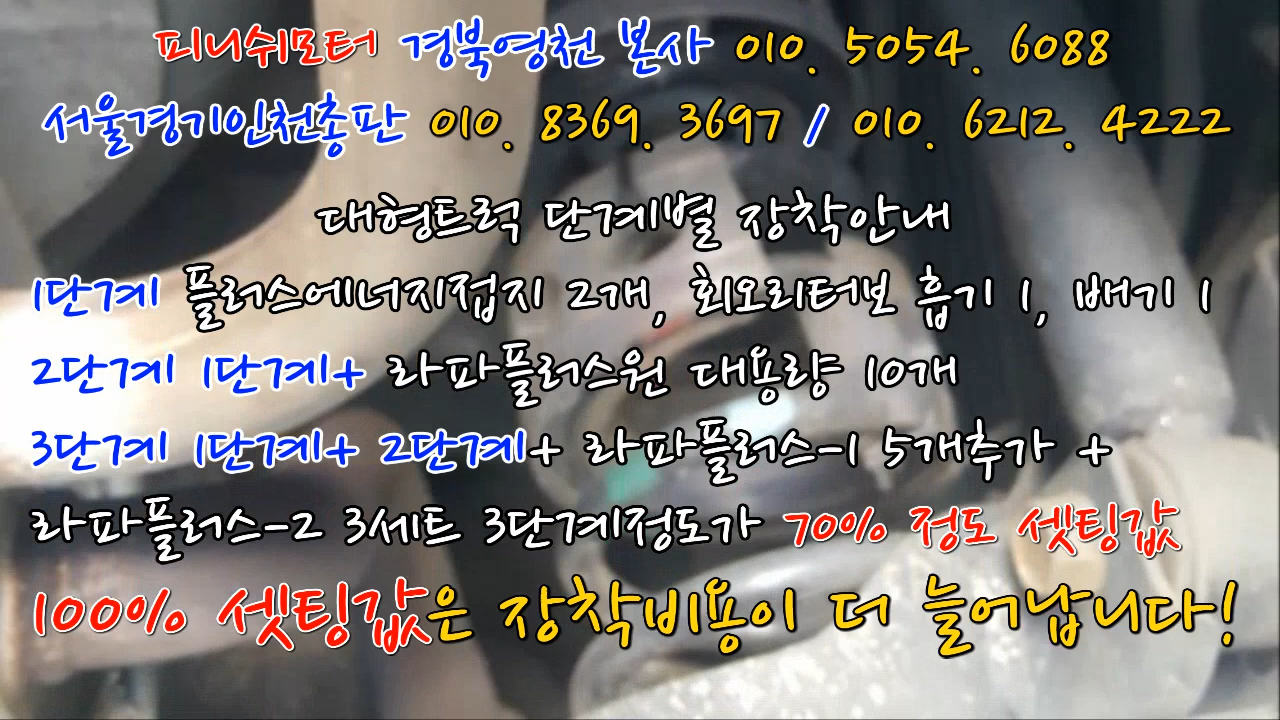 피니쉬모터 경북영천 본사 010. 5054. 6088
서울경기인천총판 010. 8369. 3697 / 010. 6212. 4222
대형트럭 단계별 장착안내
1단계 플러스에너지접지 2개, 회오리터보 흡기 1, 배기 1
2단계 1단계+ 라파플러스원 대용량 10개
3단계 1단계+ 2단계+ 라파플러스-1 5개추가 +
라파플러스-2 3세트 3단계정도가 70% 정도 셋팅값
100% 셋팅값은 장착비용이 더 늘어납니다!